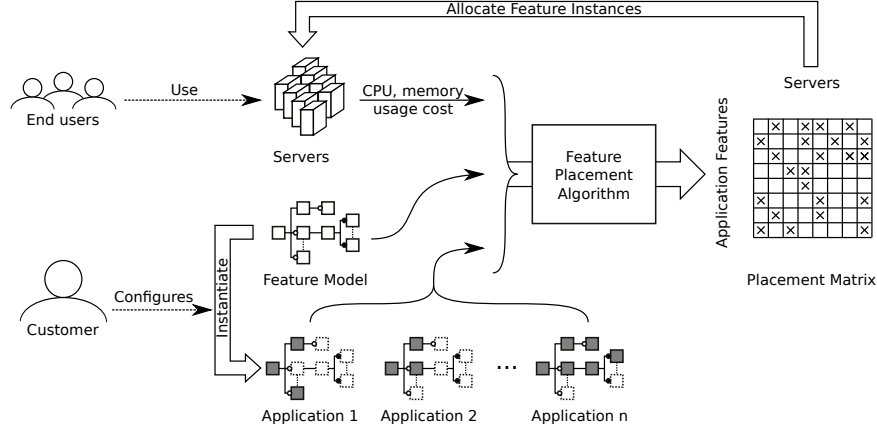 Allocate Feature Instances
Use
CPU, memory
usage cost
Servers
End users
Servers
Feature
Placement
Algorithm
Application Features
Feature Model
Placement Matrix
Configures
Instantiate
Customer
...
Application 1
Application 2
Application n